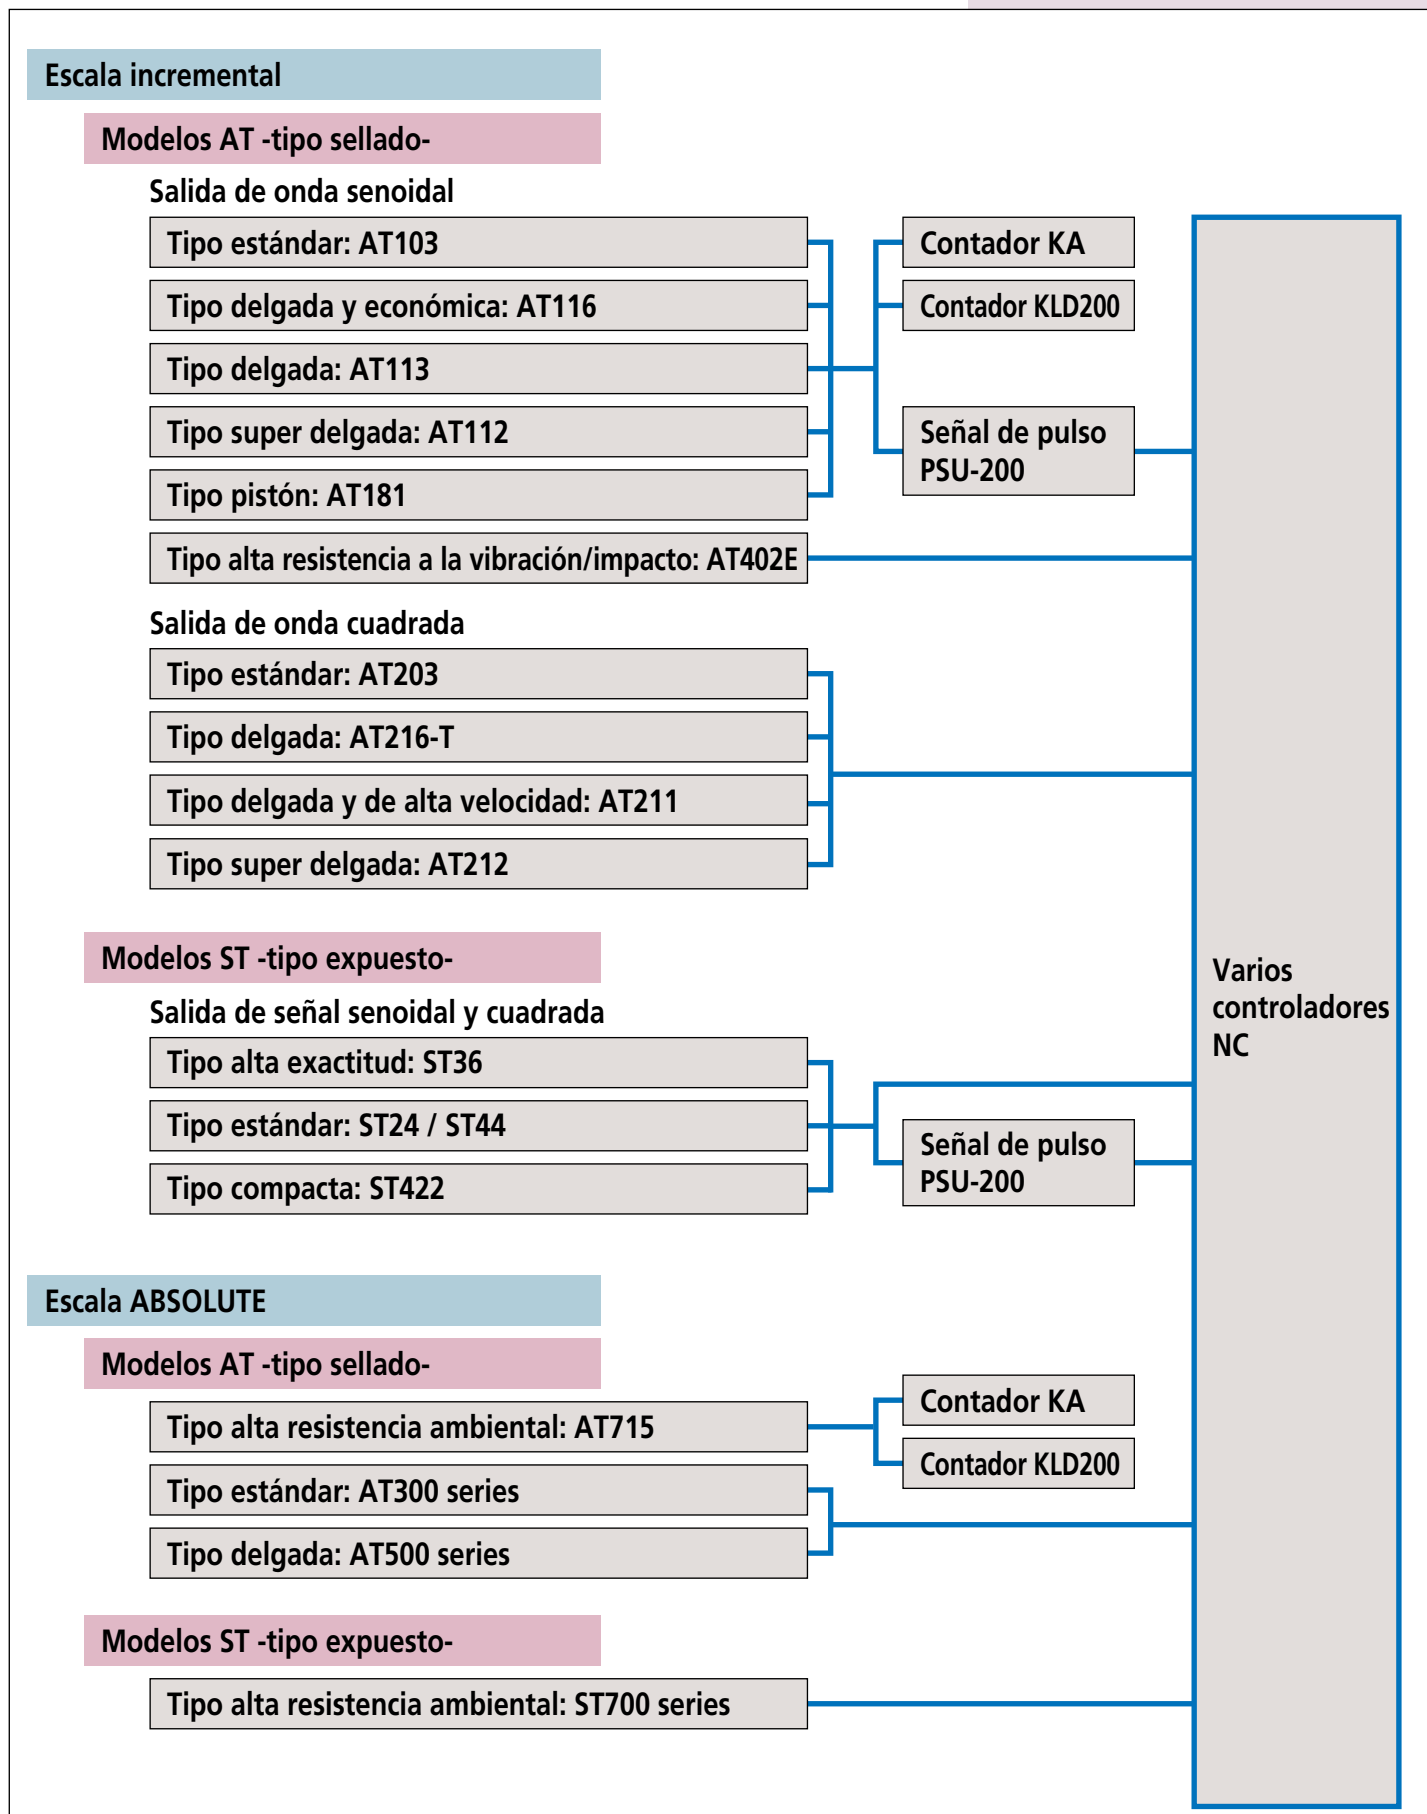 Escala incremental
Modelos AT -tipo sellado-
Salida de onda senoidal
Tipo estándar: AT103
Tipo delgada y económica: AT116
Tipo delgada: AT113
Tipo super delgada: AT112
Tipo pistón: AT181
Tipo alta resistencia a la vibración/impacto: AT402E
Contador KA
Contador KLD200
Señal de pulso
PSU-200
Salida de onda cuadrada
Tipo estándar: AT203
Tipo delgada: AT216-T
Tipo delgada y de alta velocidad: AT211
Tipo super delgada: AT212
Modelos ST -tipo expuesto-
Salida de señal senoidal y cuadrada
Tipo alta exactitud: ST36
Tipo estándar: ST24 / ST44
Tipo compacta: ST422
Señal de pulso
PSU-200
Varios
controladores
NC
Escala ABSOLUTE
Modelos AT -tipo sellado-
Tipo alta resistencia ambiental: AT715
Tipo estándar: AT300 series
Tipo delgada: AT500 series
Contador KA
Contador KLD200
Modelos ST -tipo expuesto-
Tipo alta resistencia ambiental: ST700 series